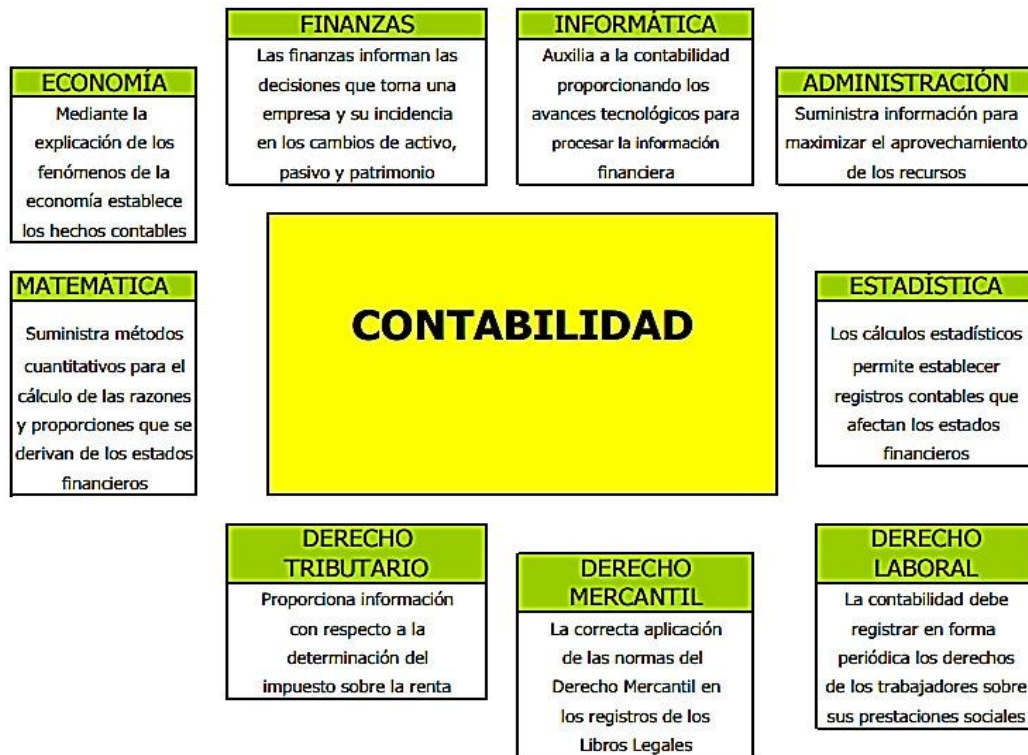 FINANZAS
Las finanzas informan las
decisiones que toma una
empresa y su incidencia
en los cambios de activo,
pasivo y patrimonio
INFORMÁTICA
Auxilia a la contabilidad
proporcionando los
avances tecnológicos para
procesar la información
financiera
ECONOMÍA
Mediante la
explicación de los
fenómenos de la
economía establece
los hechos contables
ADMINISTRACIÓN
Suministra información para
maximizar el aprovechamiento
de los recursos
MATEMÁTICA
Suministra métodos
cuantitativos para el
cálculo de las razones
y proporciones que se
derivan de los estados
financieros
CONTABILIDAD
ESTADÍSTICA
Los cálculos estadísticos
permite establecer
registros contables que
afectan los estados
financieros
DERECHO
TRIBUTARIO
Proporciona información
con respecto a la
determinación del
impuesto sobre la renta
DERECHO
MERCANTIL
La correcta aplicación
de las normas del
Derecho Mercantil en
los registros de los
Libros Legales
DERECHO
LABORAL
La contabilidad debe
registrar en forma
periódica los derechos
de los trabajadores sobre
sus prestaciones sociales